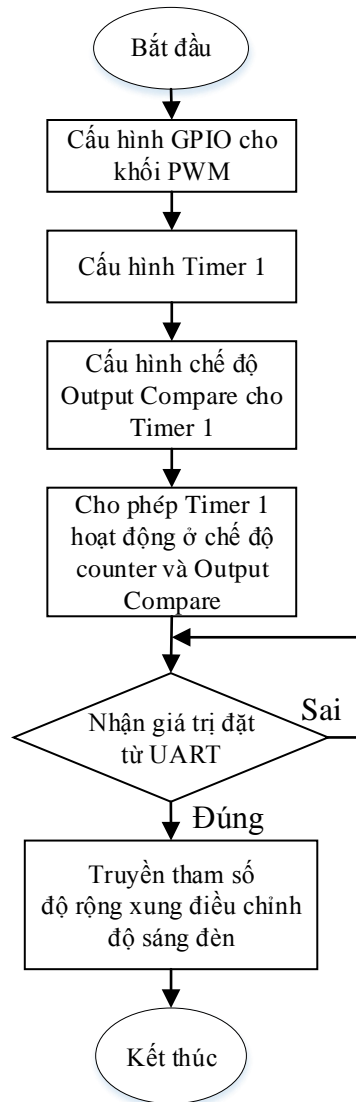 Bắt đầu
Cấu hình GPIO cho
khối PWM
Cấu hình Timer 1
Cấu hình chế độ
Output Compare cho
Timer 1
Cho phép Timer 1
hoạt động ở chế độ
counter và Output
Compare
Nhận giá trị đặt
từ UART
Sai
Đúng
Truyền tham số
độ rộng xung điều chỉnh
độ sáng đèn
Kết thúc